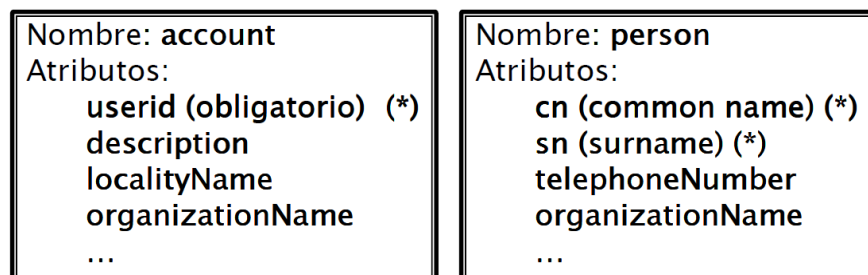 Nombre: account
Atributos:
userid (obligatorio) (*)
description
localityName
organizationName
...
Nombre: person
Atributos:
cn (common name) (*)
sn (surname) (*)
telephoneNumber
organizationName
...